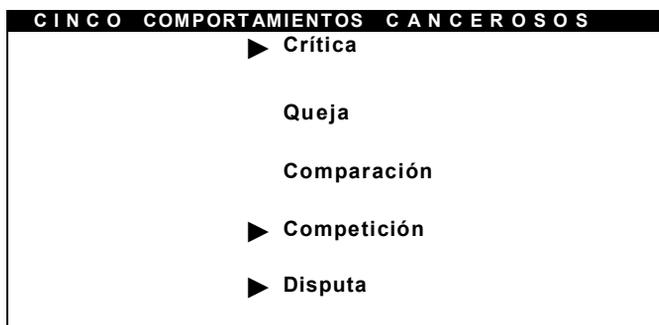 CINCO COMPORTAMIENTOS CANCEROSOS
► Crítica
Queja
Comparación
► Competición
► Disputa